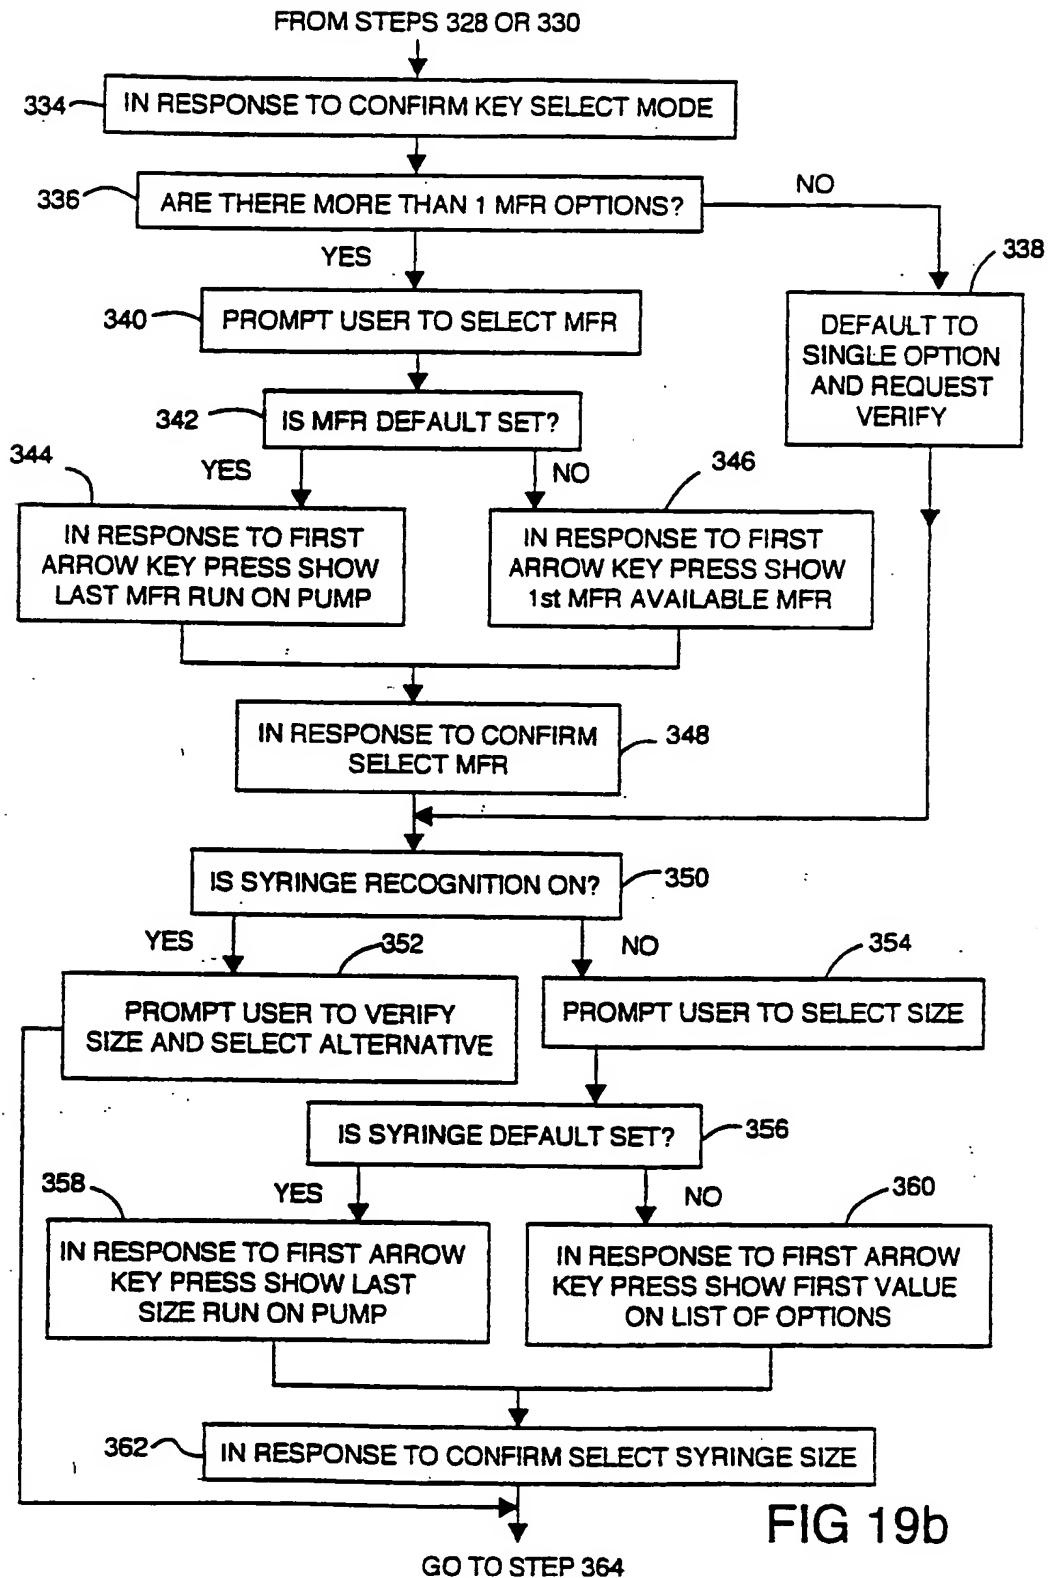 FROM STEPS 328 OR 330
334
IN RESPONSE TO CONFIRM KEY SELECT MODE
336
ARE THERE MORE THAN 1 MFR OPTIONS?
NO
YES
338
DEFAULT TO
SINGLE OPTION
AND REQUEST
VERIFY
340
PROMPT USER TO SELECT MFR
342
IS MFR DEFAULT SET?
344
YES
NO
346
IN RESPONSE TO FIRST
ARROW KEY PRESS SHOW
LAST MFR RUN ON PUMP
IN RESPONSE TO FIRST
ARROW KEY PRESS SHOW
1st MFR AVAILABLE MFR
IN RESPONSE TO CONFIRM
SELECT MFR
348
IS SYRINGE RECOGNITION ON?
350
YES
352
NO
354
PROMPT USER TO VERIFY
SIZE AND SELECT ALTERNATIVE
PROMPT USER TO SELECT SIZE
IS SYRINGE DEFAULT SET?
356
358
YES
NO
360
IN RESPONSE TO FIRST ARROW
KEY PRESS SHOW LAST
SIZE RUN ON PUMP
IN RESPONSE TO FIRST ARROW
KEY PRESS SHOW FIRST VALUE
ON LIST OF OPTIONS
362
IN RESPONSE TO CONFIRM SELECT SYRINGE SIZE
FIG 19b
GO TO STEP 364